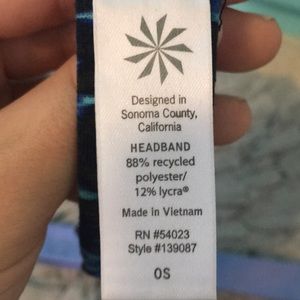 Designed in
Sonoma County,
California
HEADBAND
88% recycled
polyester/
12% lycra®
Made in Vietnam
RN #54023
Style #139087
OS